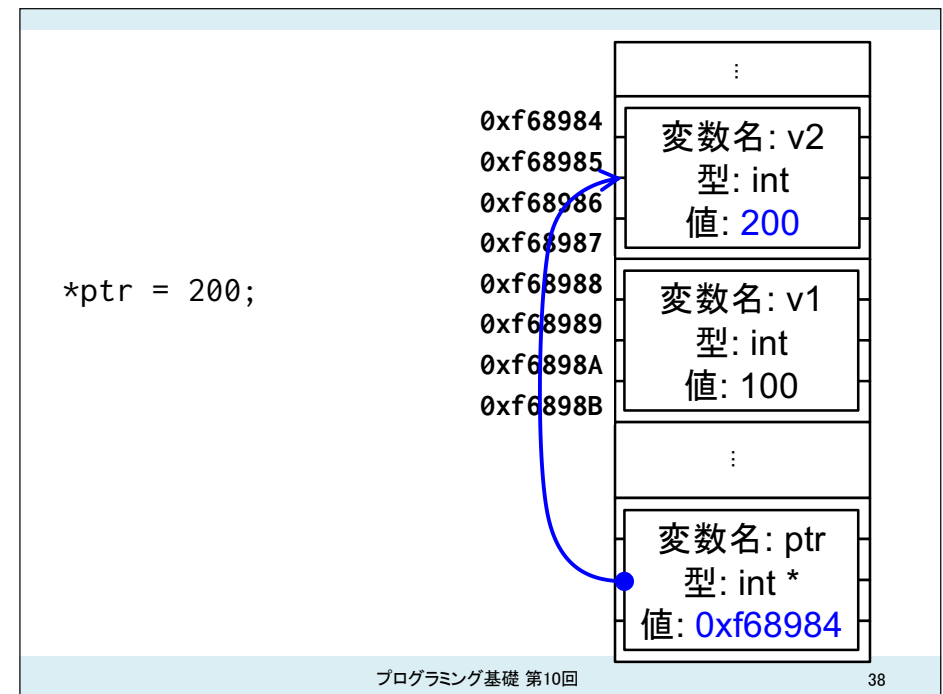 ⋮
0xf68984
0xf68985
0xf68986
0xf68987
0xf68988
0xf68989
0xf6898A
0xf6898B
変数名: v2
型: int
値: 200
*ptr = 200;
変数名: v1
型: int
値: 100
⋮
変数名: ptr
型: int *
値: 0xf68984
プログラミング基礎 第10回
38